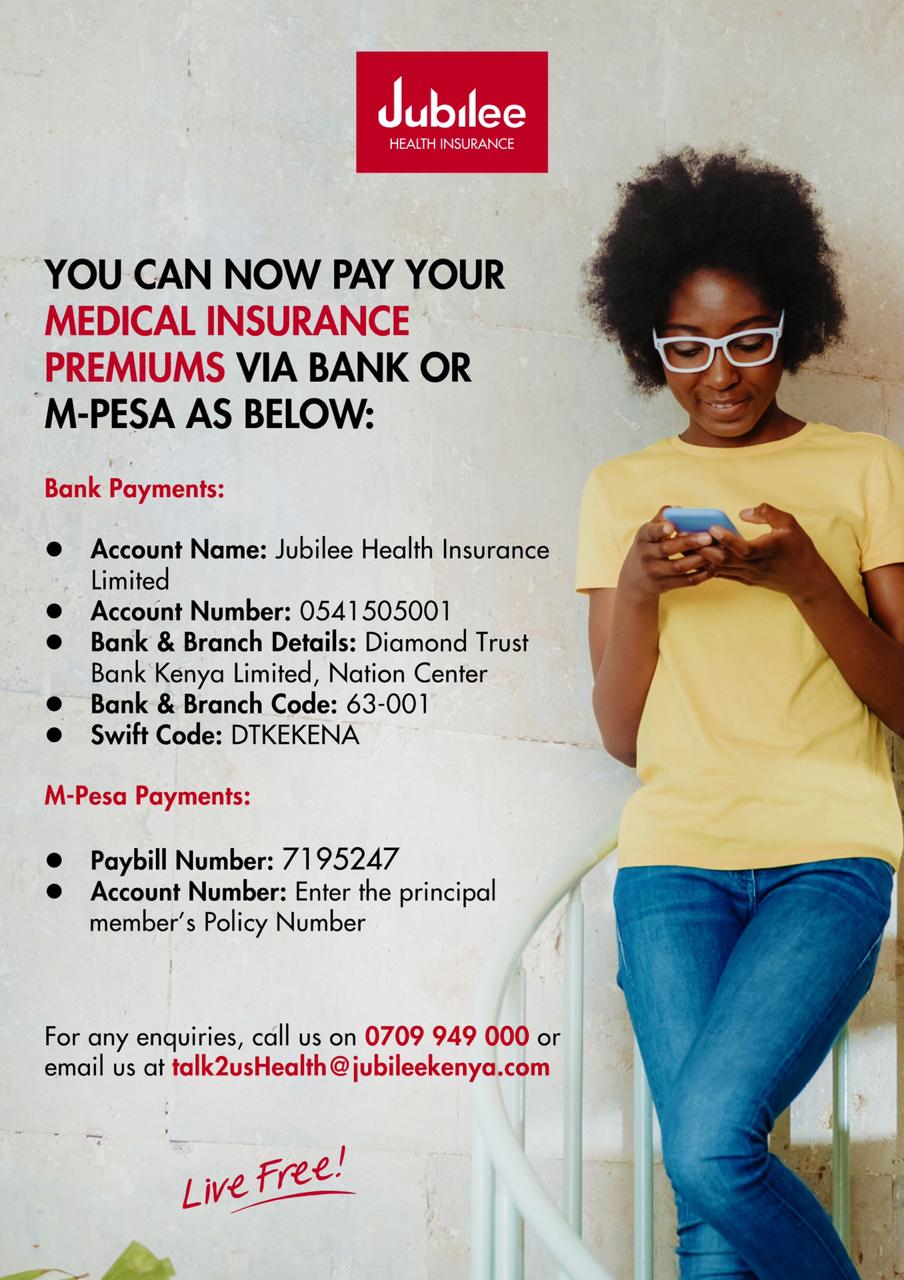 Jubilee
HEALTH INSURANCE
YOU CAN NOW PAY YOUR
MEDICAL INSURANCE
PREMIUMS VIA BANK OR
M-PESA AS BELOW:
Bank Payments:
● Account Name: Jubilee Health Insurance
Limited
● Account Number: 0541505001
● Bank & Branch Details: Diamond Trust
Bank Kenya Limited, Nation Center
● Bank & Branch Code: 63-001
● Swift Code: DTKEKENA
M-Pesa Payments:
● Paybill Number: 7195247
● Account Number: Enter the principal
member’s Policy Number
For any enquiries, call us on 0709 949 000 or
email us at talk2usHealth@jubileekenya.com
Live Free!